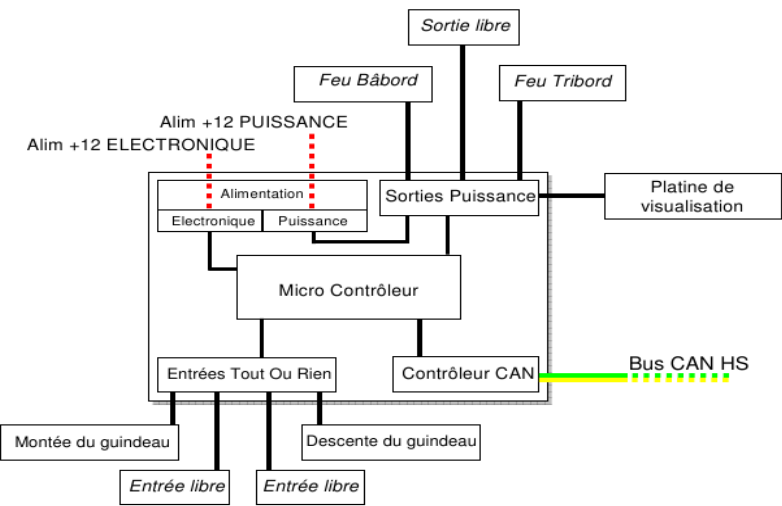 Sortie libre
Feu Bâbord
Feu Tribord
Alim +12 PUISSANCE
Alim +12 ELECTRONIQUE
Alimentation
Electronique
Puissance
Sorties Puissance
Platine de
visualisation
Micro Contrôleur
Entrées Tout Ou Rien
Contrôleur CAN
Bus CAN HS
Montée du guindeau
Descente du guindeau
Entrée libre
Entrée libre